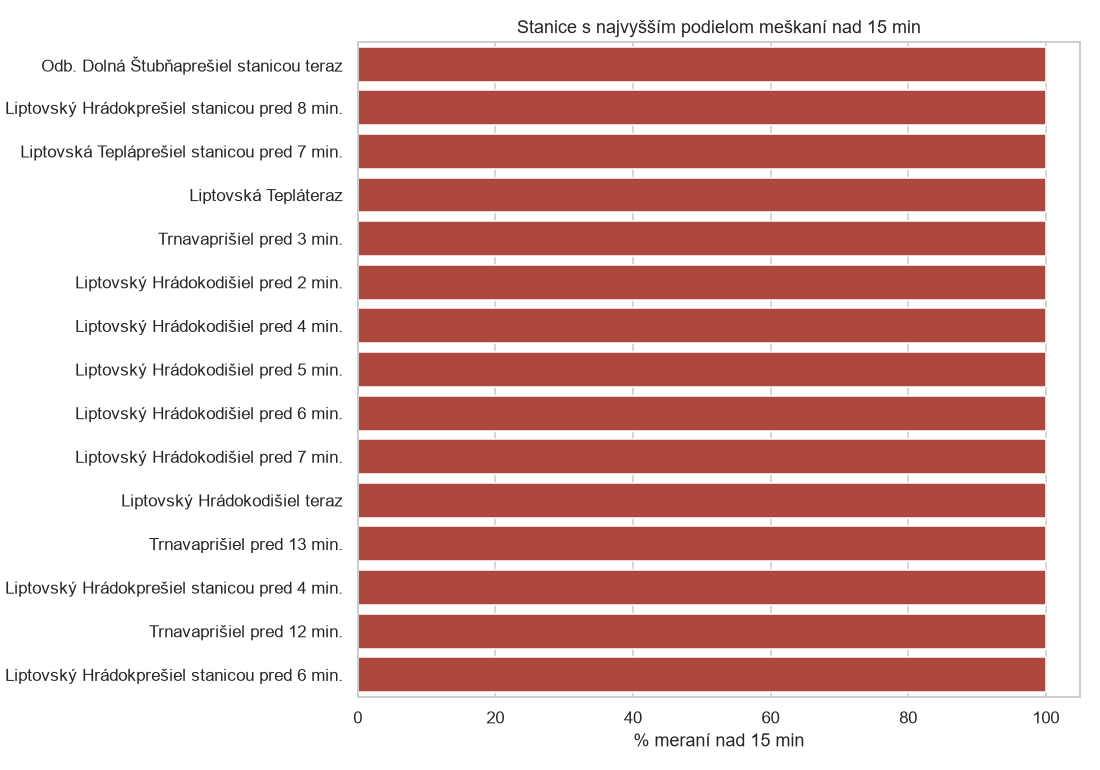 Stanice s najvyšším podielom meškaní nad 15 min
Odb. Dolná Štubňaprešiel stanicou teraz
Liptovský Hrádokprešiel stanicou pred 8 min.
Liptovská Tepláprešiel stanicou pred 7 min.
Liptovská Tepláteraz
Trnavaprišiel pred 3 min.
Liptovský Hrádokodišiel pred 2 min.
Liptovský Hrádokodišiel pred 4 min.
Liptovský Hrádokodišiel pred 5 min.
Liptovský Hrádokodišiel pred 6 min.
Liptovský Hrádokodišiel pred 7 min.
Liptovský Hrádokodišiel teraz
Trnavaprišiel pred 13 min.
Liptovský Hrádokprešiel stanicou pred 4 min.
Trnavaprišiel pred 12 min.
Liptovský Hrádokprešiel stanicou pred 6 min.
0 20 40 60 80 100
% meraní nad 15 min